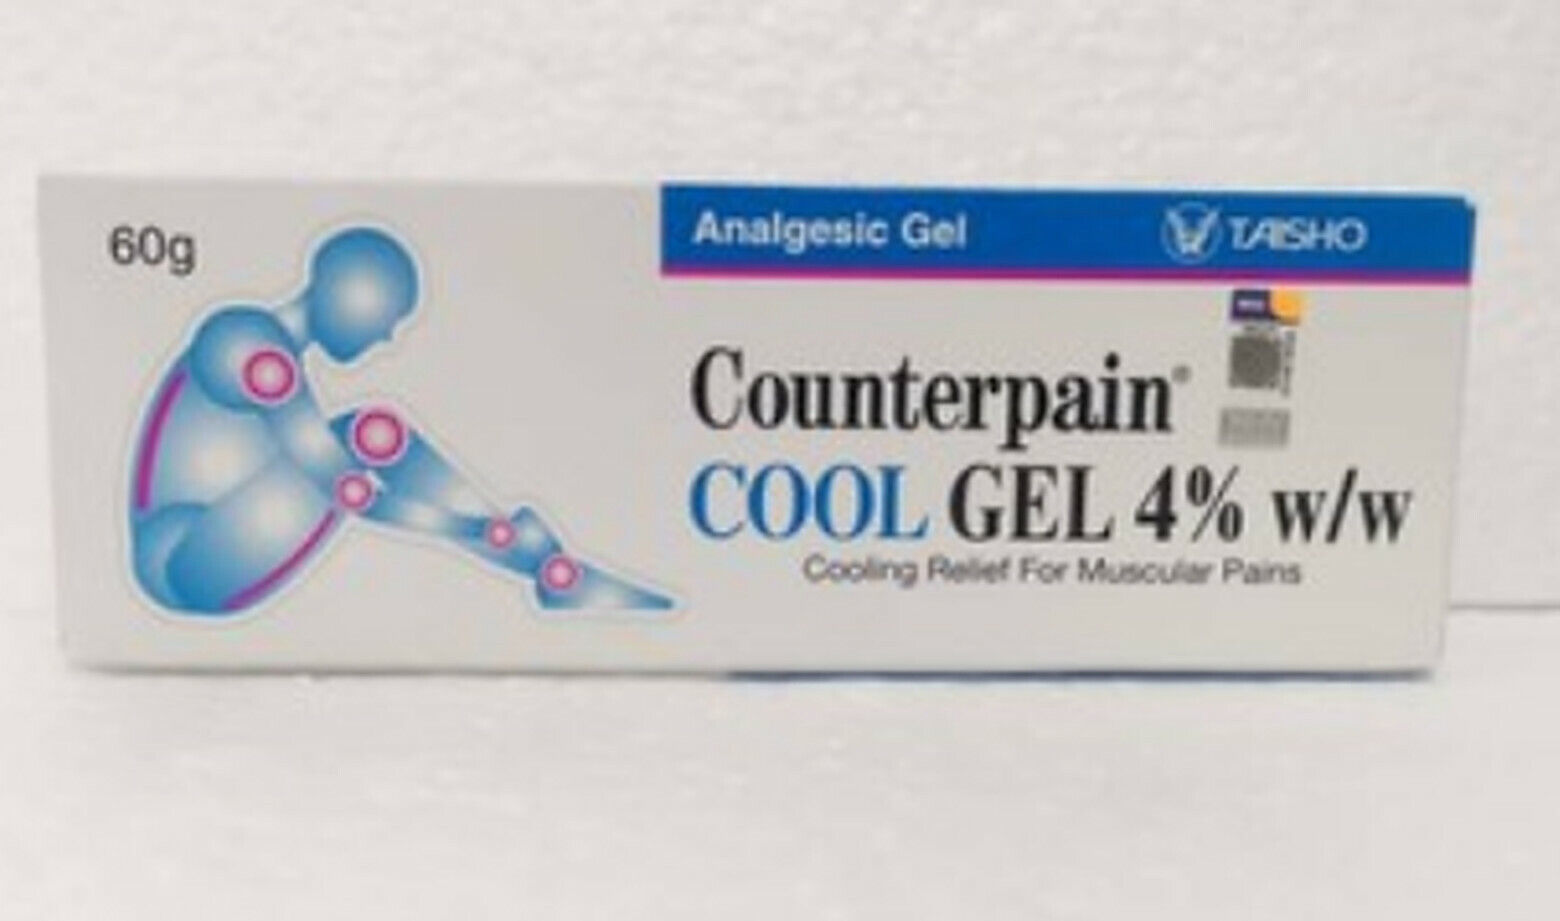 60g
Analgesic Gel
TAISHO
Counterpain®
COOL GEL 4% w/w
Cooling Relief For Muscular Pains